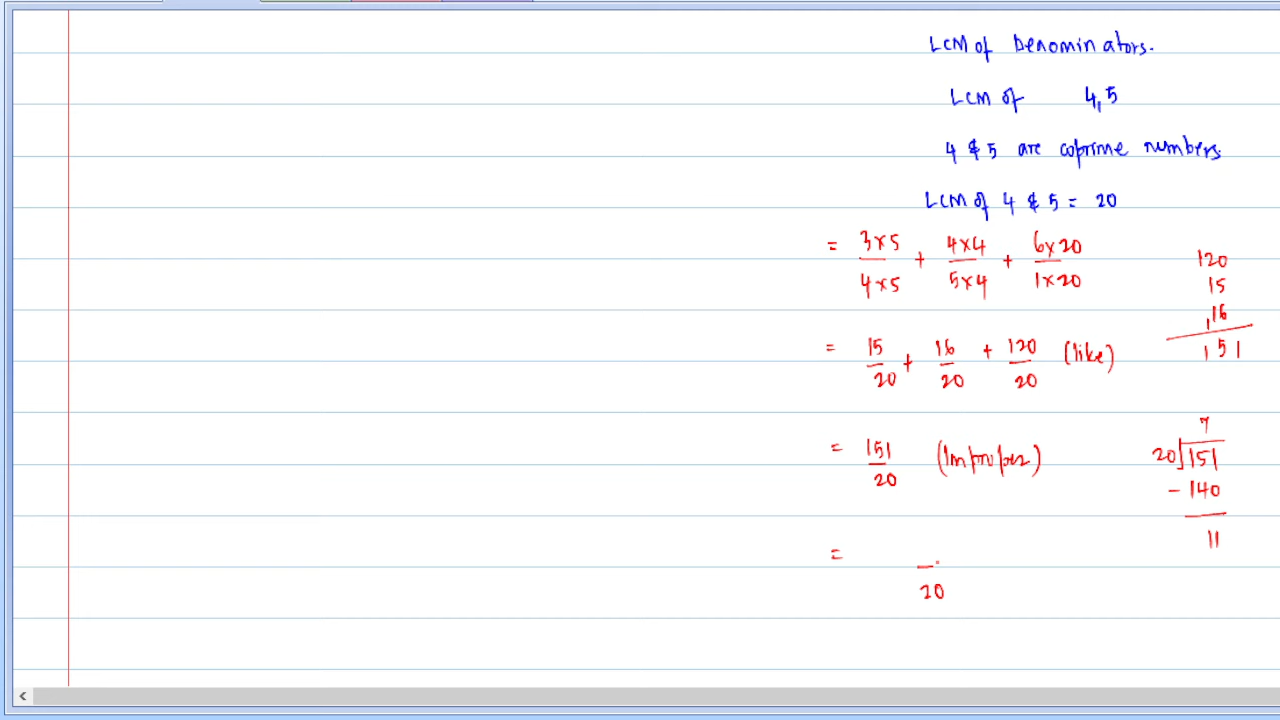 LCM of Denominators.
LCM of 4,5
4 & 5 are coprime numbers.
LCM of 4 & 5 = 20
= 3×5/4×5 + 4×4/5×4 + 6×20/1×20
120
15
16
151
= 15/20 + 16/20 + 120/20 (like)
= 151/20 (Improper)
7
20)151
- 140
11
= /20